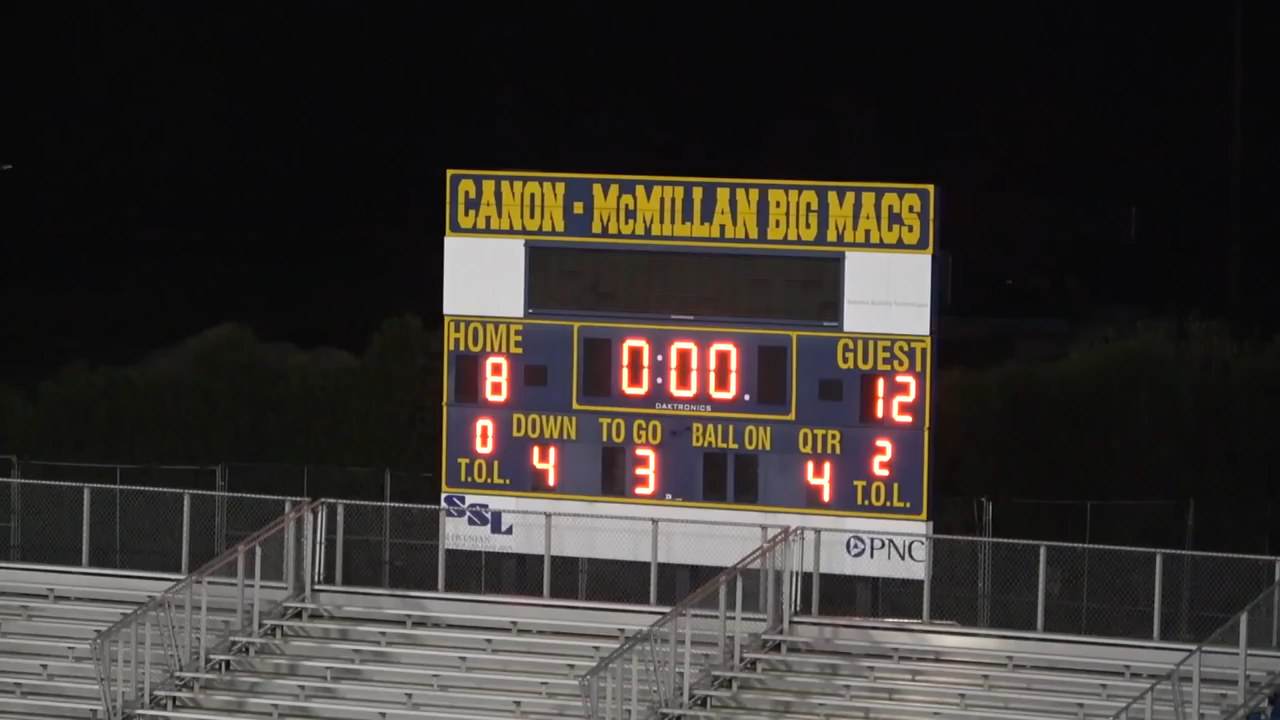 CANON - McMILLAN BIG MACS
HOME
GUEST
8
0:00.
12
DAKTRONICS
0
DOWN
TO GO
BALL ON
QTR
2
T.O.L.
4
3
4
T.O.L.
SSL
PNC